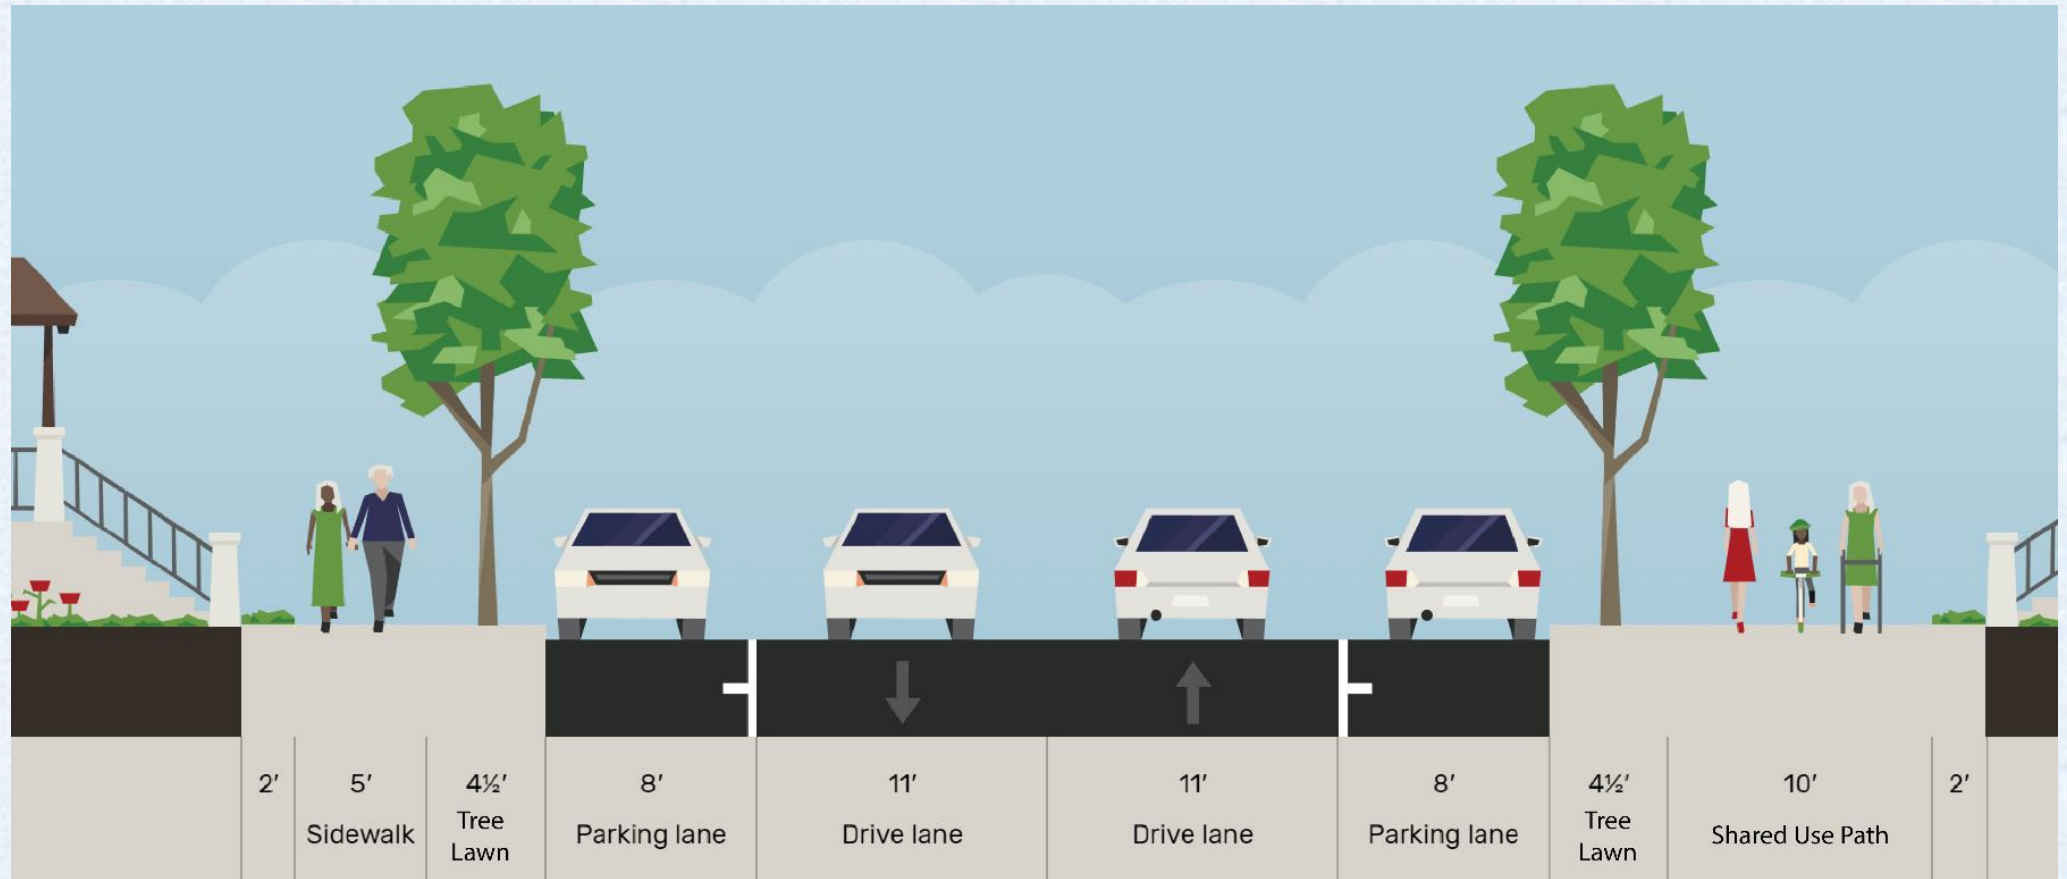 2′ 5′ 4½′ 8′ 11′ 11′ 8′ 4½′ 10′ 2′
Sidewalk Tree Lawn Parking lane Drive lane Drive lane Parking lane Tree Lawn Shared Use Path